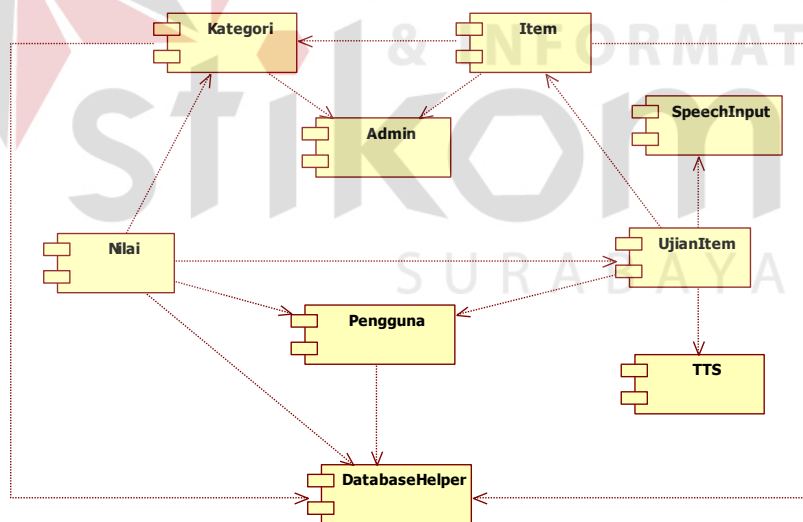 Kategori
Item
& INFORMAT
SpeechInput
Admin
stikom
Nilai
UjianItem
SURABAYA
Pengguna
TTS
DatabaseHelper